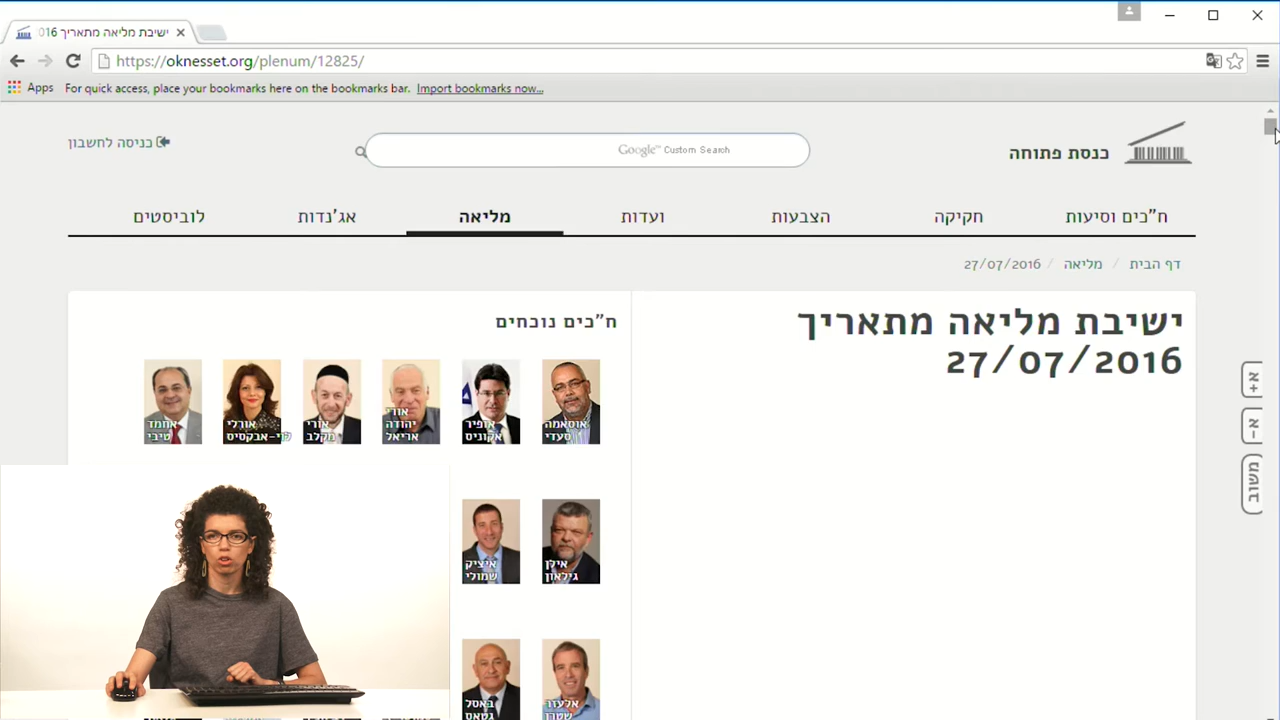 ישיבת מליאה מתאריך 016
https://oknesset.org/plenum/12825/
Apps For quick access, place your bookmarks here on the bookmarks bar. Import bookmarks now...
כנסת פתוחה
Google™ Custom Search
כניסה לחשבון
ח"כים וסיעות חקיקה הצבעות ועדות מליאה אג'נדות לוביסטים
דף הבית / מליאה / 27/07/2016
ישיבת מליאה מתאריך
27/07/2016
ח"כים נוכחים
אוסאמה
סעדי
אופיר
אקוניס
אורי
יהודה
אריאל
אורי
מקלב
אורלי
לוי-אבקסיס
אחמד
טיבי
אילן
גילאון
איציק
שמולי
אלעזר
שטרן
באסל
גטאס
א+
א-
משוב